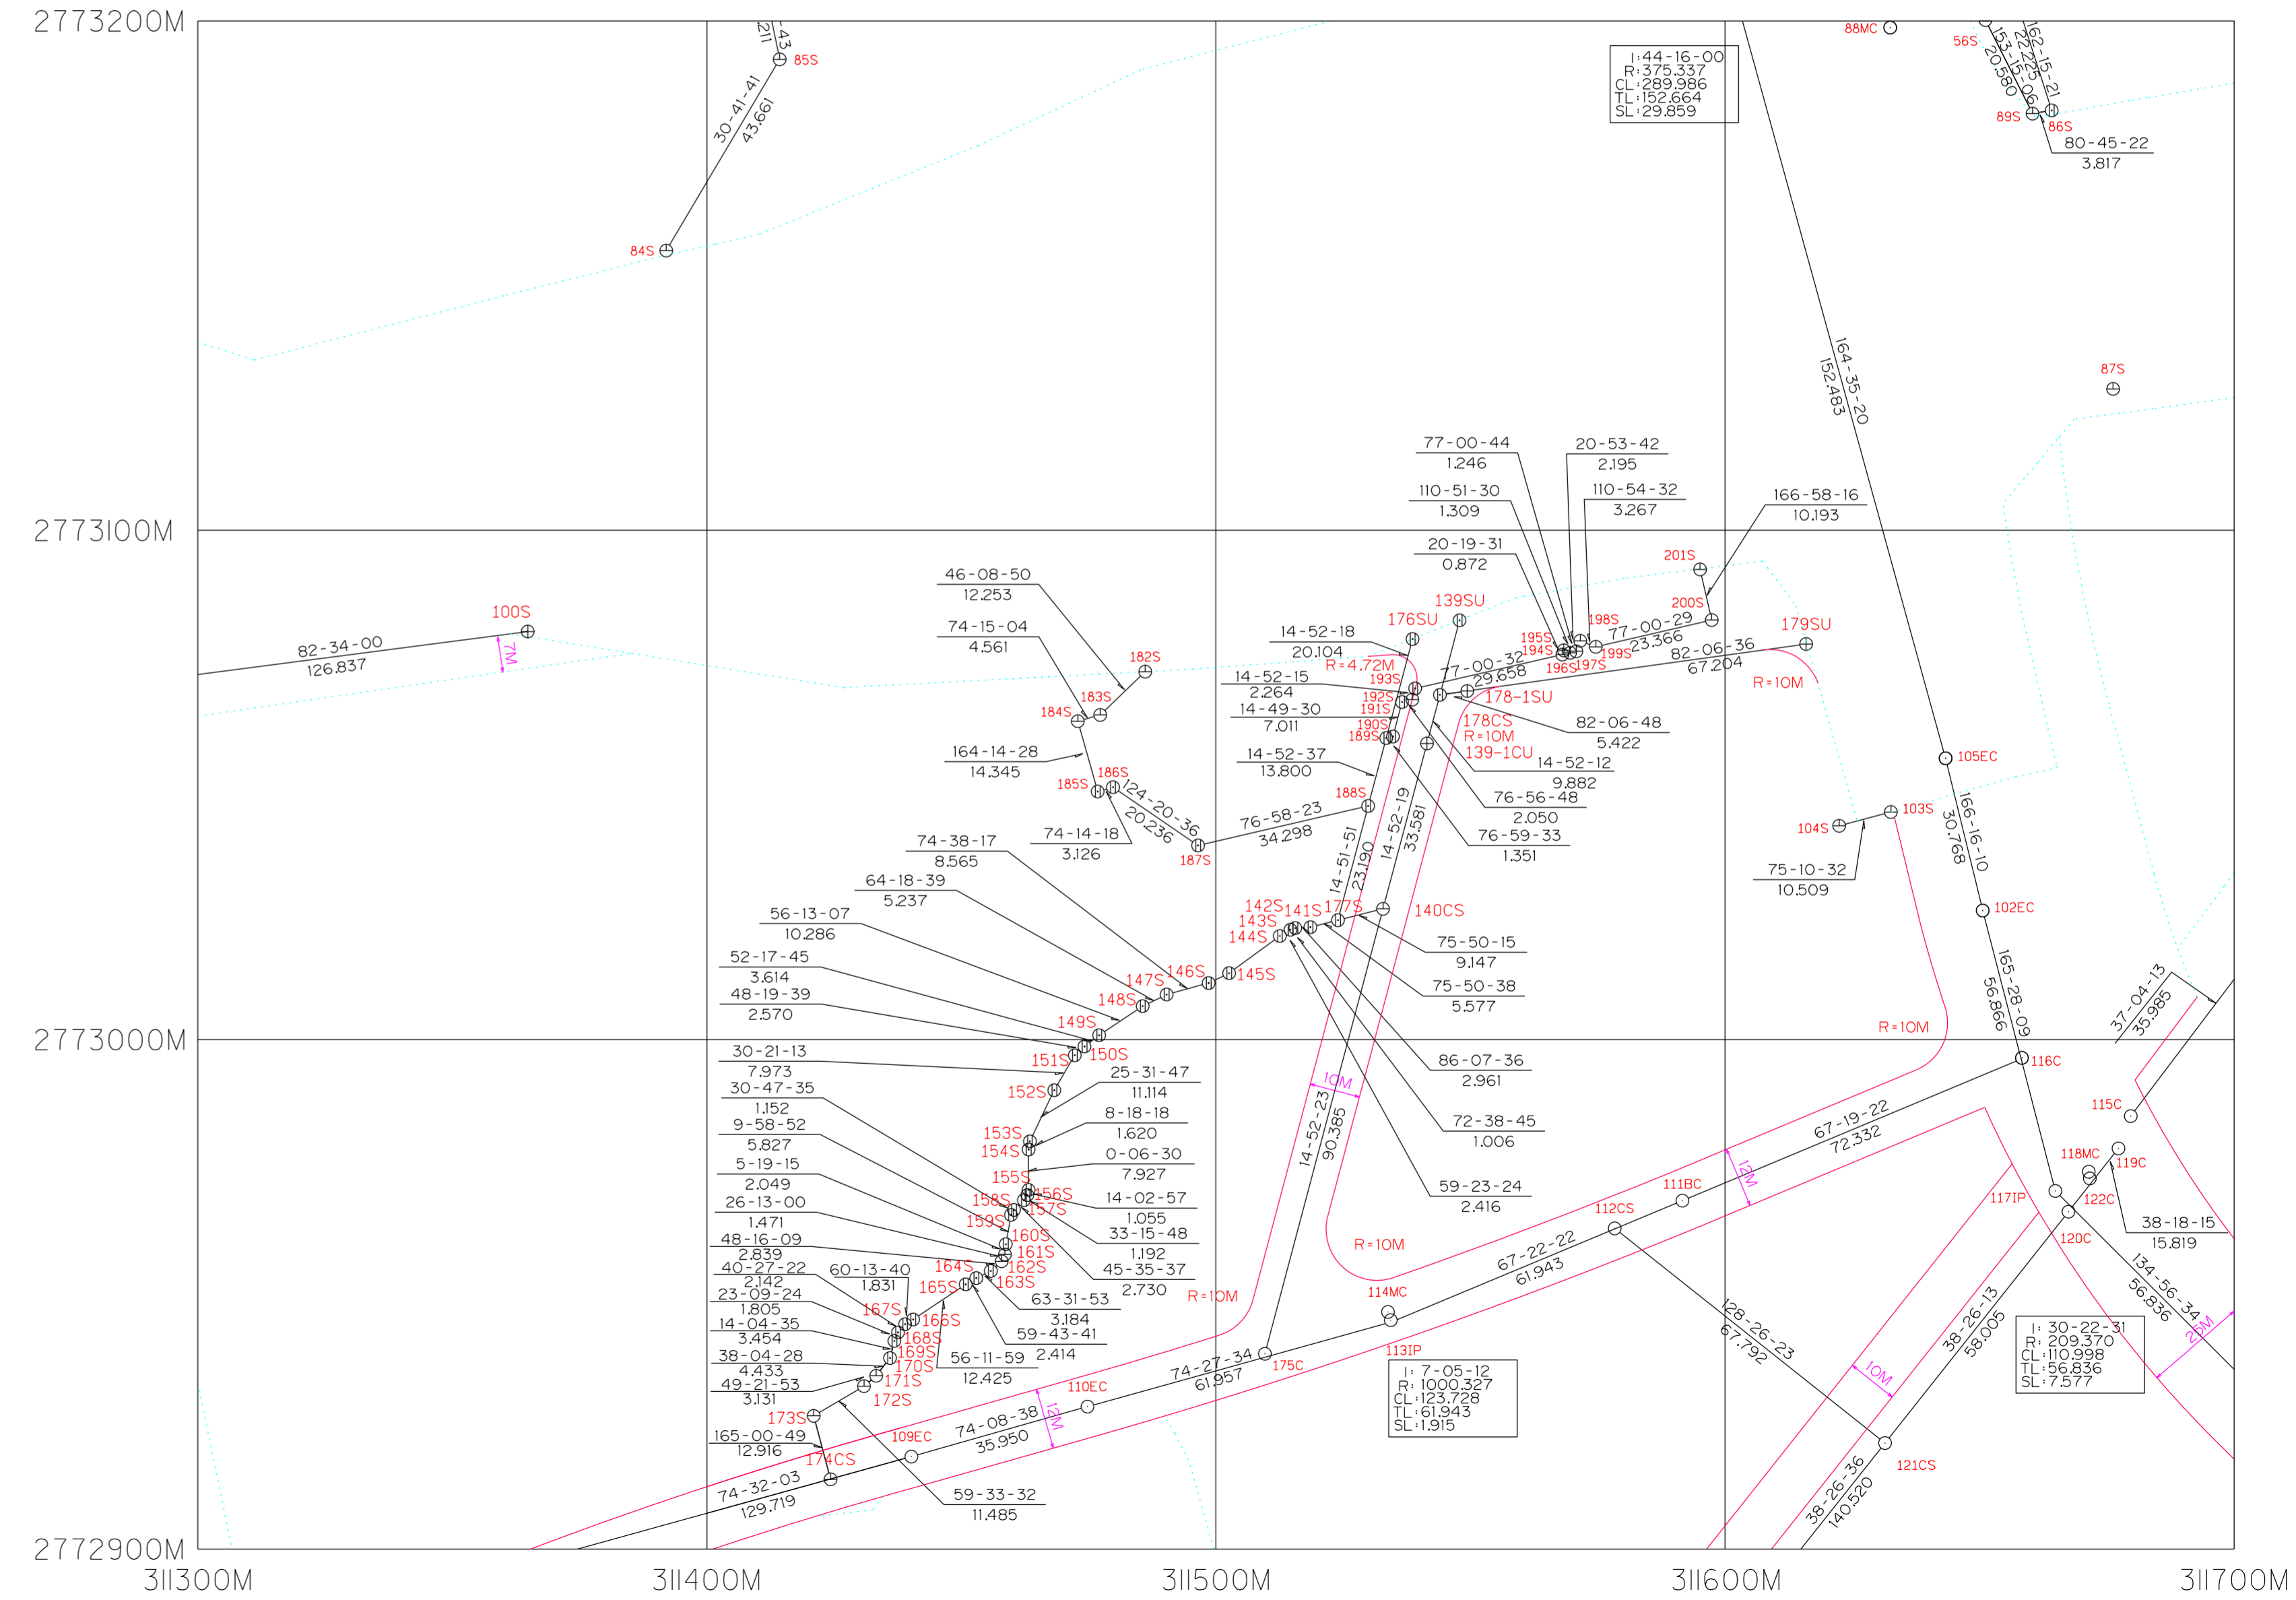 2773200M
-43
.211
85S
30-41-41
43.661
84S
I:44-16-00
R:375.337
CL:289.986
TL:152.664
SL:29.859
88MC
56S
162-15-21
22.225
153-15-06
20.580
89S
86S
80-45-22
3.817
164-35-20
152.483
87S
2773100M
77-00-44
1.246
20-53-42
2.195
110-51-30
1.309
110-54-32
3.267
166-58-16
10.193
20-19-31
0.872
201S
46-08-50
12.253
100S
82-34-00
126.837
7M
74-15-04
4.561
182S
183S
184S
164-14-28
14.345
185S
186S
124-20-36
20.236
74-14-18
3.126
187S
14-52-18
20.104
R=4.72M
176SU
139SU
14-52-15
2.264
14-49-30
7.011
14-52-37
13.800
193S
192S
191S
190S
189S
188S
77-00-32
29.658
195S
194S
196S
197S
198S
199S
200S
77-00-29
23.366
82-06-36
67.204
179SU
R=10M
178-1SU
178CS
R=10M
139-1CU
82-06-48
5.422
14-52-12
9.882
76-56-48
2.050
76-59-33
1.351
76-58-23
34.298
14-51-51
23.190
14-52-19
33.581
105EC
103S
104S
75-10-32
10.509
166-16-10
30.768
102EC
165-28-09
56.866
74-38-17
8.565
64-18-39
5.237
56-13-07
10.286
52-17-45
3.614
48-19-39
2.570
142S
141S
177S
143S
144S
140CS
75-50-15
9.147
75-50-38
5.577
145S
146S
147S
148S
149S
150S
151S
2773000M
R=10M
37-04-13
35.985
116C
115C
30-21-13
7.973
30-47-35
1.152
9-58-52
5.827
5-19-15
2.049
26-13-00
1.471
48-16-09
2.839
40-27-22
2.142
23-09-24
1.805
14-04-35
3.454
38-04-28
4.433
49-21-53
3.131
165-00-49
12.916
152S
153S
154S
155S
156S
157S
158S
159S
160S
161S
162S
163S
164S
165S
166S
167S
168S
169S
170S
171S
172S
173S
174CS
25-31-47
11.114
8-18-18
1.620
0-06-30
7.927
14-02-57
1.055
33-15-48
1.192
45-35-37
2.730
60-13-40
1.831
63-31-53
3.184
59-43-41
2.414
56-11-59
12.425
59-33-32
11.485
86-07-36
2.961
72-38-45
1.006
59-23-24
2.416
10M
14-52-23
90.385
R=10M
R=10M
67-19-22
72.332
12M
111BC
112CS
67-22-22
61.943
114MC
113IP
175C
74-27-34
61.957
110EC
12M
74-08-38
35.950
109EC
74-32-03
129.719
I: 7-05-12
R: 1000.327
CL:123.728
TL:61.943
SL:1.915
128-26-23
67.792
118MC
119C
117IP
122C
120C
38-18-15
15.819
134-56-34
56.836
25M
38-26-13
58.005
10M
I: 30-22-31
R: 209.370
CL:110.998
TL:56.836
SL:7.577
121CS
38-26-36
140.520
2772900M
311300M
311400M
311500M
311600M
311700M